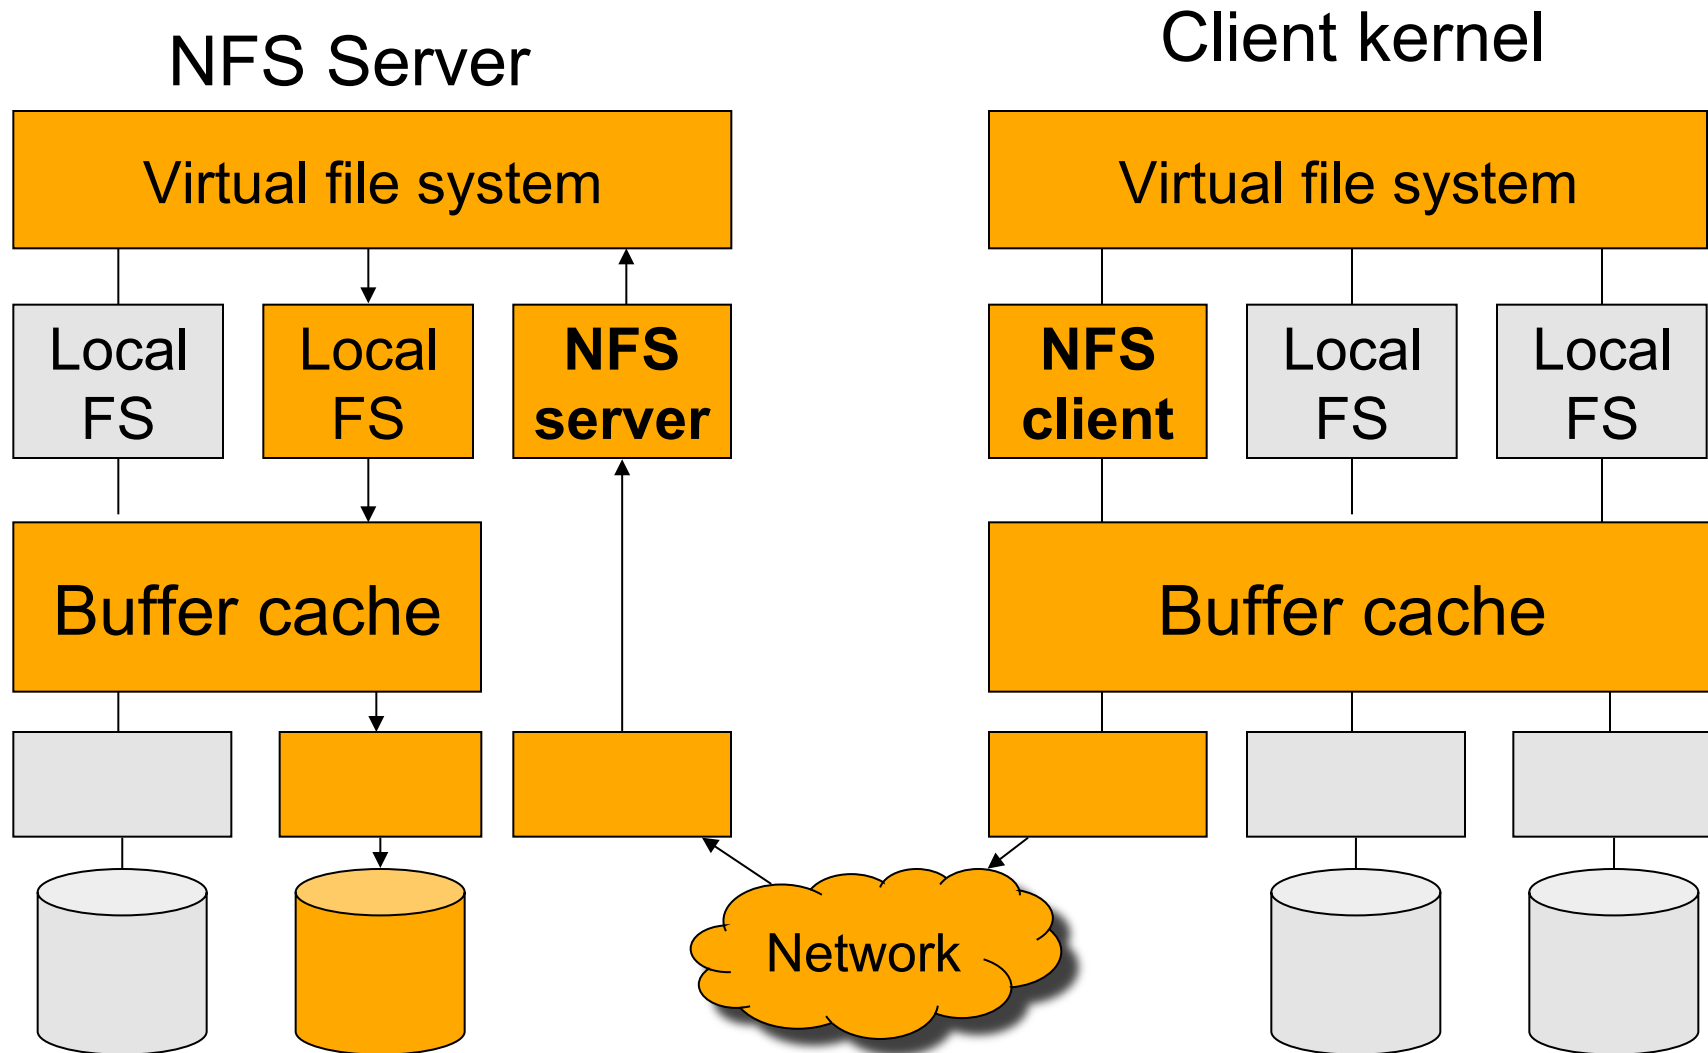 NFS Server
Client kernel
Virtual file system
Virtual file system
Local
FS
Local
FS
NFS
server
NFS
client
Local
FS
Local
FS
Buffer cache
Buffer cache
Network